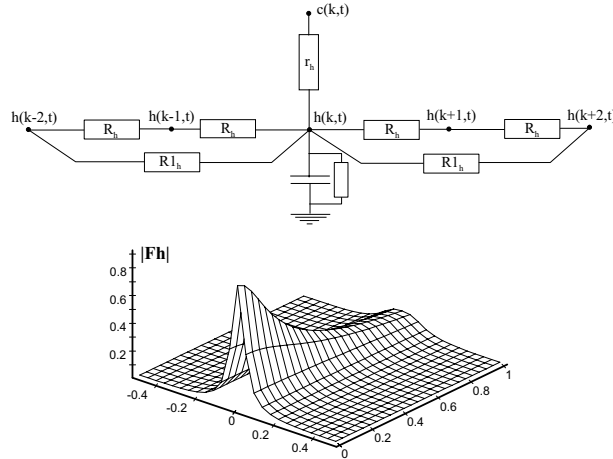 c(k,t)
r_h
h(k-2,t) h(k-1,t) h(k,t) h(k+1,t) h(k+2,t)
R_h R_h R_h R_h
R1_h R1_h
|Fh|
0.8
0.6
0.4
0.2
-0.4 -0.2 0 0.2 0.4
0 0.2 0.4 0.6 0.8 1